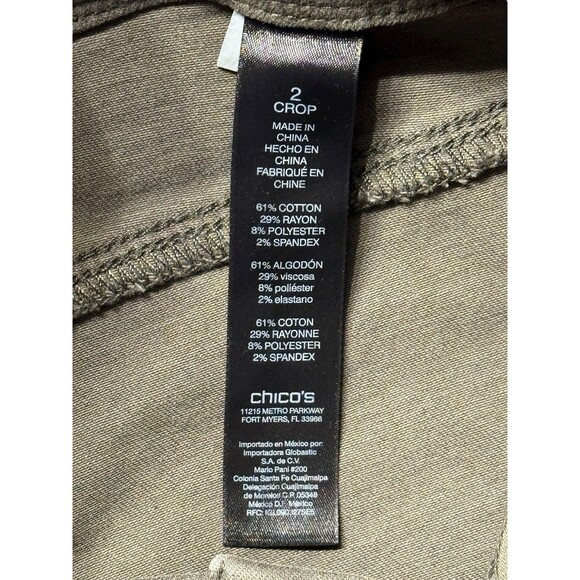 2
CROP
MADE IN
CHINA
HECHO EN
CHINA
FABRIQUÉ EN
CHINE
61% COTTON
29% RAYON
8% POLYESTER
2% SPANDEX
61% ALGODÓN
29% viscosa
8% poliéster
2% elastano
61% COTON
29% RAYONNE
8% POLYESTER
2% SPANDEX
chico's
11215 METRO PARKWAY
FORT MYERS, FL 33966
Importado en México por:
Importadora Globastic
S.A. de C.V.
Mario Pani #200
Colonia Santa Fe Cuajimalpa
Delegación Cuajimalpa
de Morelos C.P. 05348
México D.F. México
RFC: